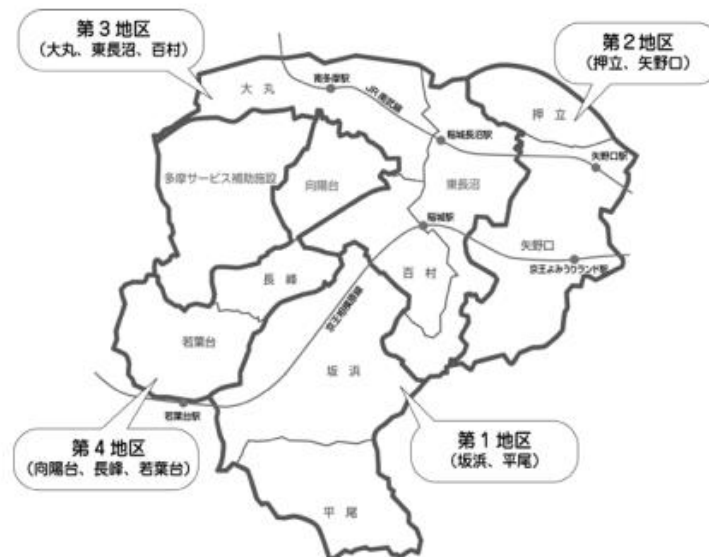 第3地区
(大丸、東長沼、百村)
第2地区
(押立、矢野口)
大丸
南多摩駅
JR南武線
押立
稲城長沼駅
矢野口駅
多摩サービス補助施設
向陽台
東長沼
稲城駅
矢野口
京王よみうりランド駅
長峰
百村
京王相模原線
若葉台
坂浜
若葉台駅
第4地区
(向陽台、長峰、若葉台)
第1地区
(坂浜、平尾)
平尾